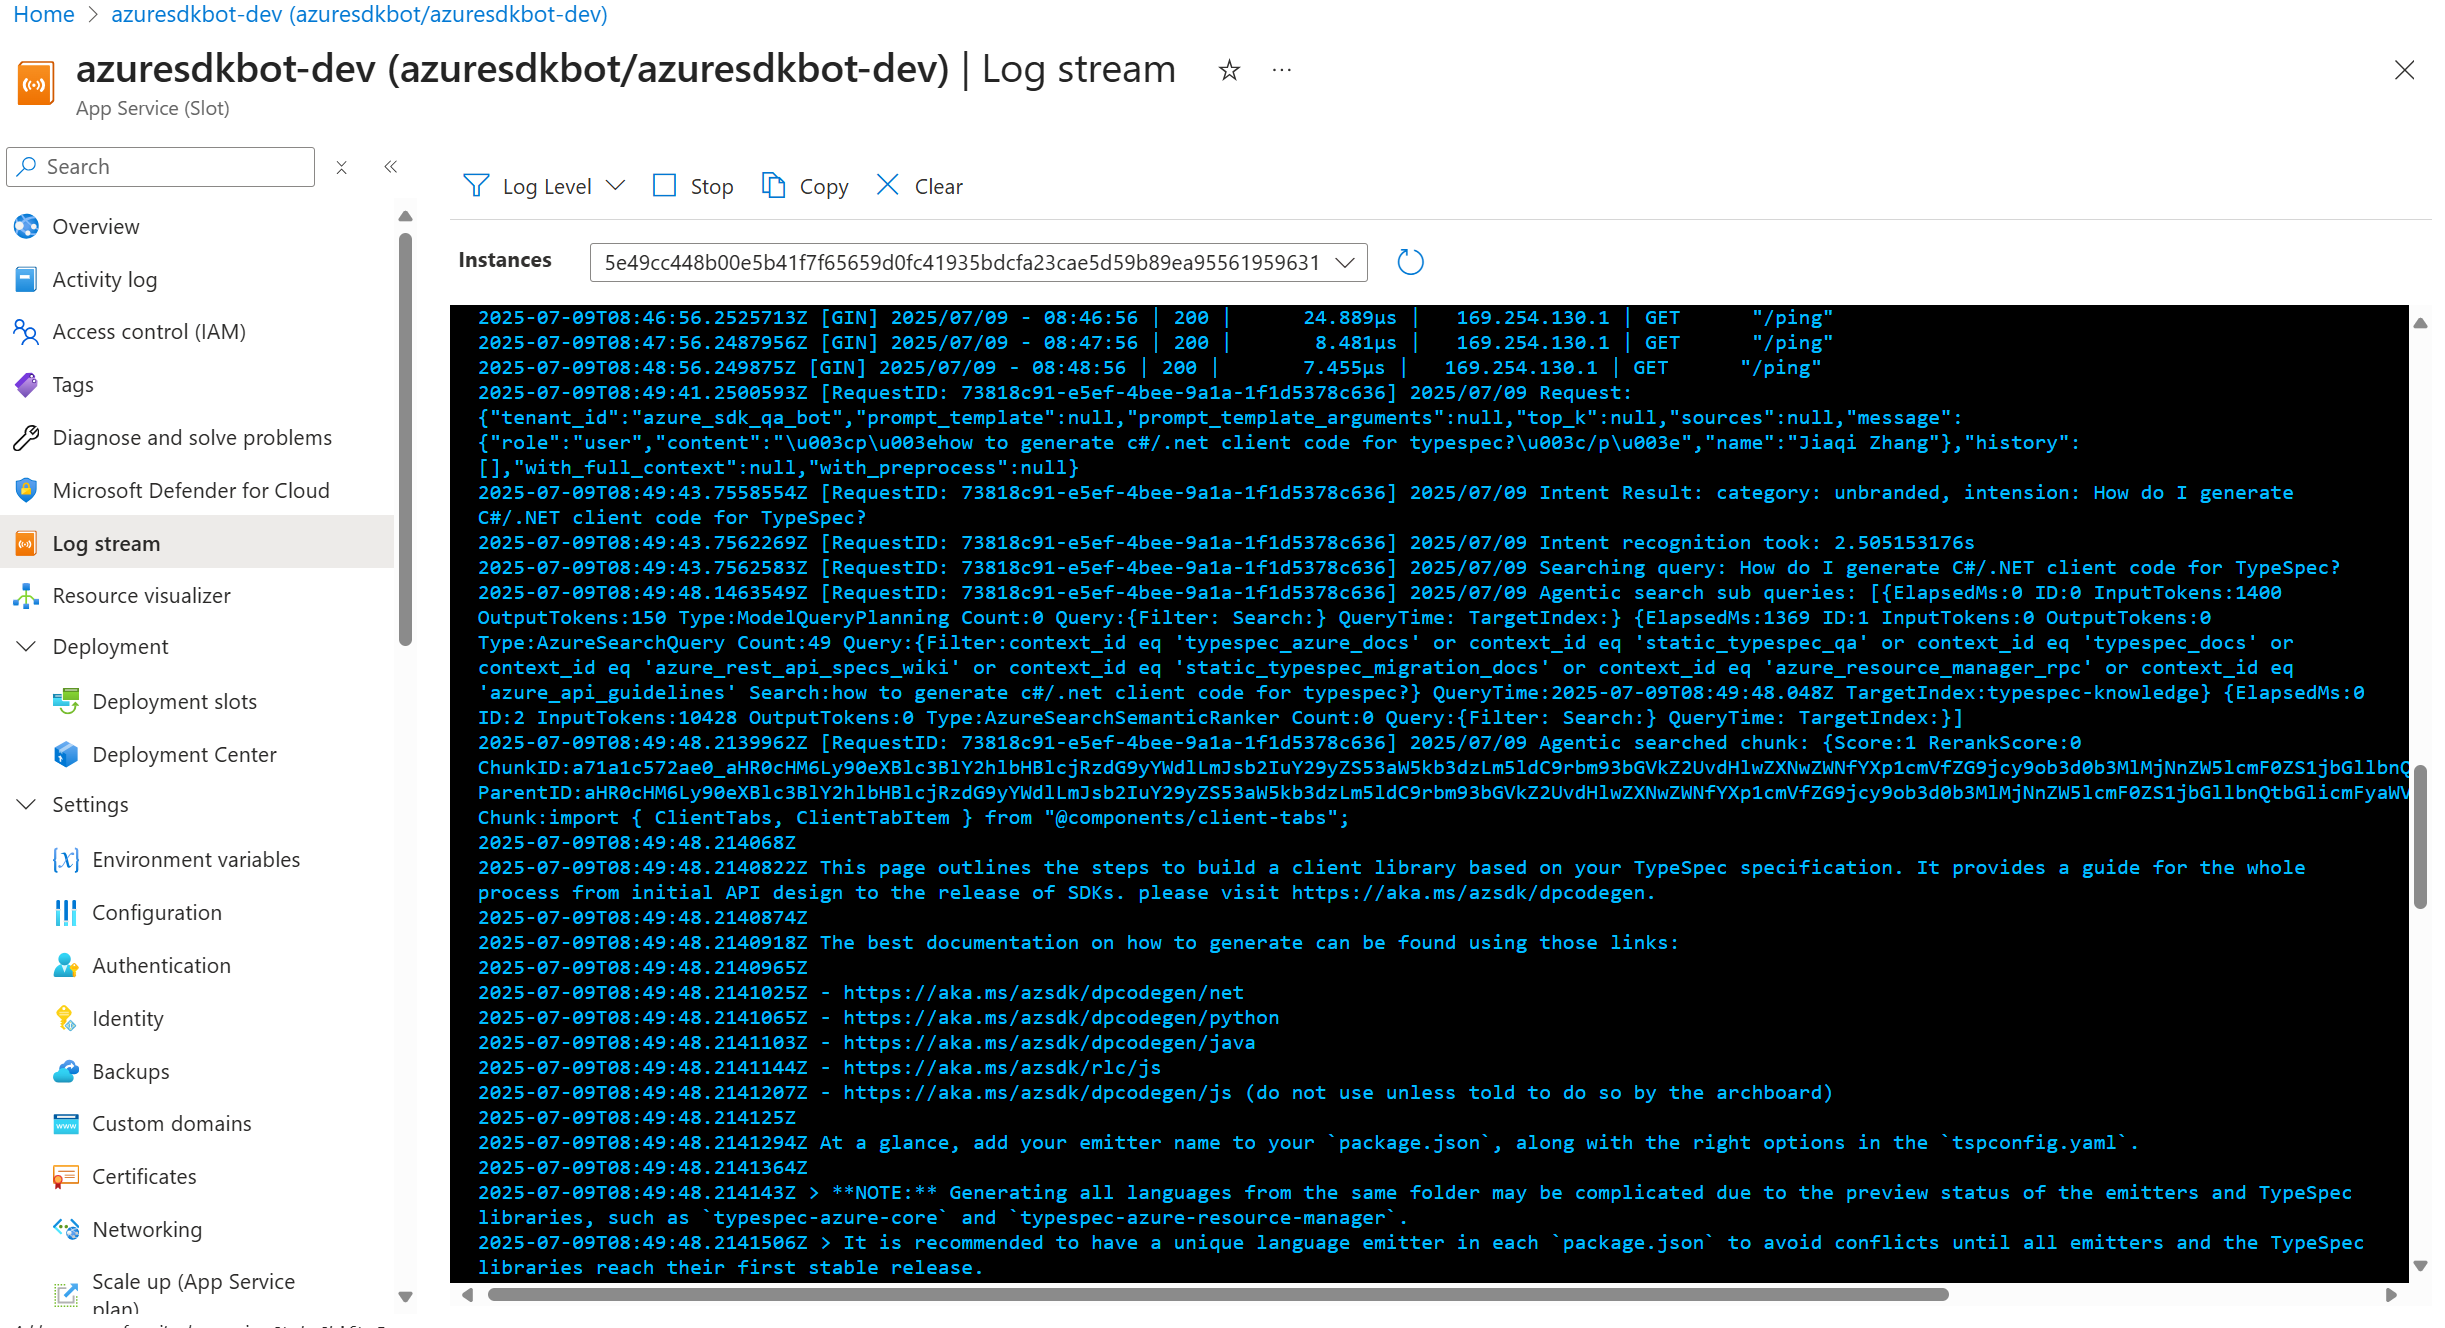 Home > azuresdkbot-dev (azuresdkbot/azuresdkbot-dev)
azuresdkbot-dev (azuresdkbot/azuresdkbot-dev) | Log stream
App Service (Slot)
Search
Overview
Activity log
Access control (IAM)
Tags
Diagnose and solve problems
Microsoft Defender for Cloud
Log stream
Resource visualizer
Deployment
Deployment slots
Deployment Center
Settings
Environment variables
Configuration
Authentication
Identity
Backups
Custom domains
Certificates
Networking
Scale up (App Service
plan)
Log Level
Stop
Copy
Clear
Instances
5e49cc448b00e5b41f7f65659d0fc41935bdcfa23cae5d59b89ea95561959631
2025-07-09T08:46:56.2525713Z [GIN] 2025/07/09 - 08:46:56 | 200 | 24.889µs | 169.254.130.1 | GET "/ping"
2025-07-09T08:47:56.2487956Z [GIN] 2025/07/09 - 08:47:56 | 200 | 8.481µs | 169.254.130.1 | GET "/ping"
2025-07-09T08:48:56.249875Z [GIN] 2025/07/09 - 08:48:56 | 200 | 7.455µs | 169.254.130.1 | GET "/ping"
2025-07-09T08:49:41.2500593Z [RequestID: 73818c91-e5ef-4bee-9a1a-1f1d5378c636] 2025/07/09 Request:
{"tenant_id":"azure_sdk_qa_bot","prompt_template":null,"prompt_template_arguments":null,"top_k":null,"sources":null,"message":
{"role":"user","content":"\u003cp\u003ehow to generate c#/.net client code for typespec?\u003c/p\u003e","name":"Jiaqi Zhang"},"history":
[],"with_full_context":null,"with_preprocess":null}
2025-07-09T08:49:43.7558554Z [RequestID: 73818c91-e5ef-4bee-9a1a-1f1d5378c636] 2025/07/09 Intent Result: category: unbranded, intension: How do I generate
C#/.NET client code for TypeSpec?
2025-07-09T08:49:43.7562269Z [RequestID: 73818c91-e5ef-4bee-9a1a-1f1d5378c636] 2025/07/09 Intent recognition took: 2.505153176s
2025-07-09T08:49:43.7562583Z [RequestID: 73818c91-e5ef-4bee-9a1a-1f1d5378c636] 2025/07/09 Searching query: How do I generate C#/.NET client code for TypeSpec?
2025-07-09T08:49:48.1463549Z [RequestID: 73818c91-e5ef-4bee-9a1a-1f1d5378c636] 2025/07/09 Agentic search sub queries: [{ElapsedMs:0 ID:0 InputTokens:1400
OutputTokens:150 Type:ModelQueryPlanning Count:0 Query:{Filter: Search:} QueryTime: TargetIndex:} {ElapsedMs:1369 ID:1 InputTokens:0 OutputTokens:0
Type:AzureSearchQuery Count:49 Query:{Filter:context_id eq 'typespec_azure_docs' or context_id eq 'static_typespec_qa' or context_id eq 'typespec_docs' or
context_id eq 'azure_rest_api_specs_wiki' or context_id eq 'static_typespec_migration_docs' or context_id eq 'azure_resource_manager_rpc' or context_id eq
'azure_api_guidelines' Search:how to generate c#/.net client code for typespec?} QueryTime:2025-07-09T08:49:48.048Z TargetIndex:typespec-knowledge} {ElapsedMs:0
ID:2 InputTokens:10428 OutputTokens:0 Type:AzureSearchSemanticRanker Count:0 Query:{Filter: Search:} QueryTime: TargetIndex:}]
2025-07-09T08:49:48.2139962Z [RequestID: 73818c91-e5ef-4bee-9a1a-1f1d5378c636] 2025/07/09 Agentic searched chunk: {Score:1 RerankScore:0
ChunkID:a71a1c572ae0_aHR0cHM6Ly90eXBlc3BlY2hlbHBlcjRzdG9yYWdlLmJsb2IuY29yZS53aW5kb3dzLm5ldC9rbm93bGVkZ2UvdHlwZXNwZWNfYXp1cmVfZG9jcy9ob3d0b3MlMjNnZW5lcmF0ZS1jbGllbnQ
ParentID:aHR0cHM6Ly90eXBlc3BlY2hlbHBlcjRzdG9yYWdlLmJsb2IuY29yZS53aW5kb3dzLm5ldC9rbm93bGVkZ2UvdHlwZXNwZWNfYXp1cmVfZG9jcy9ob3d0b3MlMjNnZW5lcmF0ZS1jbGllbnQtbGlicmFyaWV
Chunk:import { ClientTabs, ClientTabItem } from "@components/client-tabs";
2025-07-09T08:49:48.214068Z
2025-07-09T08:49:48.2140822Z This page outlines the steps to build a client library based on your TypeSpec specification. It provides a guide for the whole
process from initial API design to the release of SDKs. please visit https://aka.ms/azsdk/dpcodegen.
2025-07-09T08:49:48.2140874Z
2025-07-09T08:49:48.2140918Z The best documentation on how to generate can be found using those links:
2025-07-09T08:49:48.2140965Z
2025-07-09T08:49:48.2141025Z - https://aka.ms/azsdk/dpcodegen/net
2025-07-09T08:49:48.2141065Z - https://aka.ms/azsdk/dpcodegen/python
2025-07-09T08:49:48.2141103Z - https://aka.ms/azsdk/dpcodegen/java
2025-07-09T08:49:48.2141144Z - https://aka.ms/azsdk/rlc/js
2025-07-09T08:49:48.2141207Z - https://aka.ms/azsdk/dpcodegen/js (do not use unless told to do so by the archboard)
2025-07-09T08:49:48.214125Z
2025-07-09T08:49:48.2141294Z At a glance, add your emitter name to your `package.json`, along with the right options in the `tspconfig.yaml`.
2025-07-09T08:49:48.2141364Z
2025-07-09T08:49:48.214143Z > **NOTE:** Generating all languages from the same folder may be complicated due to the preview status of the emitters and TypeSpec
libraries, such as `typespec-azure-core` and `typespec-azure-resource-manager`.
2025-07-09T08:49:48.2141506Z > It is recommended to have a unique language emitter in each `package.json` to avoid conflicts until all emitters and the TypeSpec
libraries reach their first stable release.